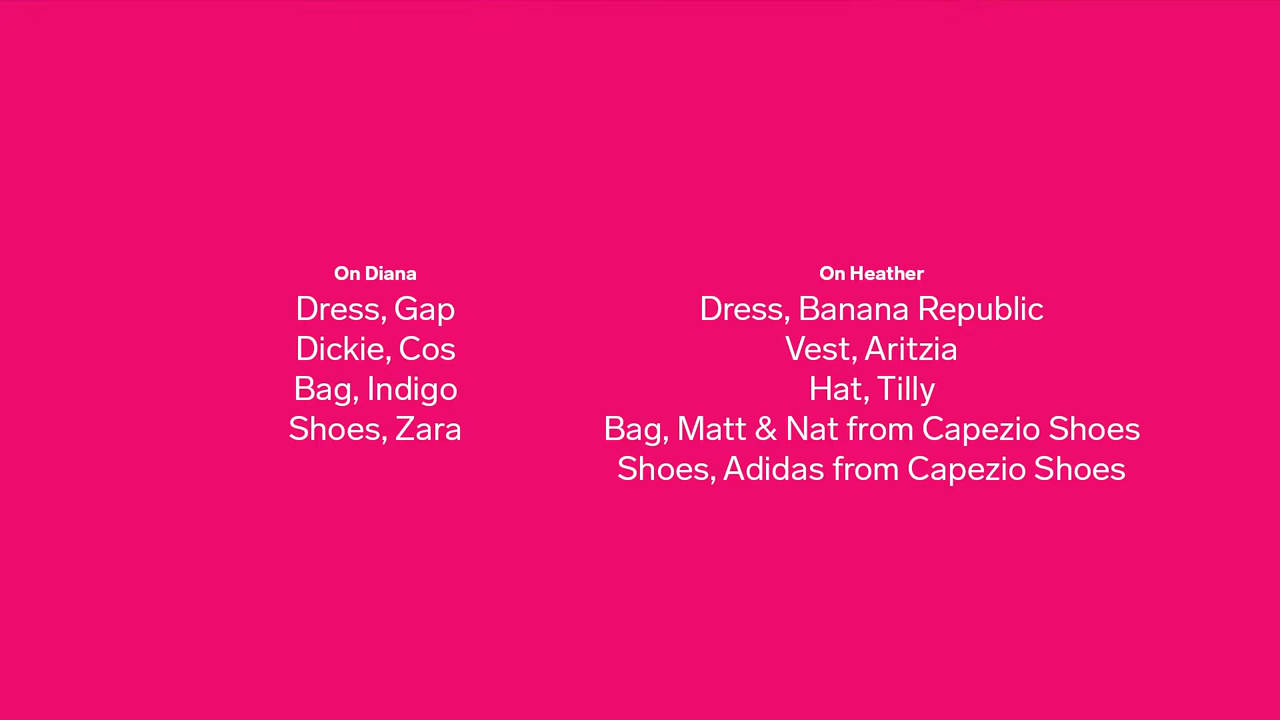 On Diana
Dress, Gap
Dickie, Cos
Bag, Indigo
Shoes, Zara
On Heather
Dress, Banana Republic
Vest, Aritzia
Hat, Tilly
Bag, Matt & Nat from Capezio Shoes
Shoes, Adidas from Capezio Shoes